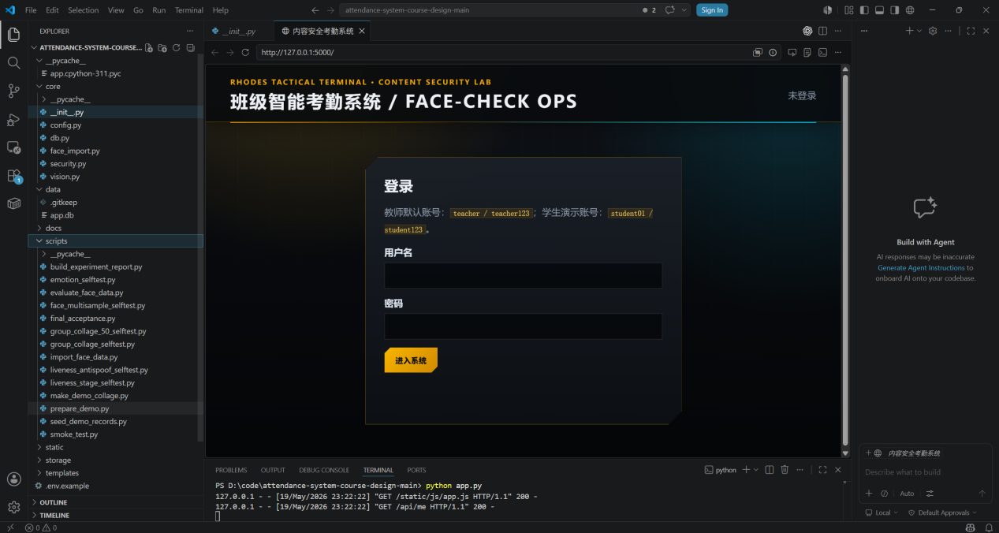 File Edit Selection View Go Run Terminal Help
attendance-system-course-design-main
2
Sign In
EXPLORER
ATTENDANCE-SYSTEM-COURSE...
__pycache__
app.cpython-311.pyc
core
__pycache__
__init__.py
config.py
db.py
face_import.py
security.py
vision.py
data
.gitkeep
app.db
docs
scripts
__pycache__
build_experiment_report.py
emotion_selftest.py
evaluate_face_data.py
face_multisample_selftest.py
final_acceptance.py
group_collage_50_selftest.py
group_collage_selftest.py
import_face_data.py
liveness_antispoof_selftest.py
liveness_stage_selftest.py
make_demo_collage.py
prepare_demo.py
seed_demo_records.py
smoke_test.py
static
storage
templates
.env.example
OUTLINE
TIMELINE
1
__init__.py
内容安全考勤系统
http://127.0.0.1:5000/
RHODES TACTICAL TERMINAL • CONTENT SECURITY LAB
班级智能考勤系统 / FACE-CHECK OPS
未登录
登录
教师默认账号： teacher / teacher123 ；学生演示账号： student01 /
student123 。
用户名
密码
进入系统
PROBLEMS OUTPUT DEBUG CONSOLE TERMINAL PORTS
python
PS D:\code\attendance-system-course-design-main> python app.py
127.0.0.1 - - [19/May/2026 23:22:22] "GET /static/js/app.js HTTP/1.1" 200 -
127.0.0.1 - - [19/May/2026 23:22:22] "GET /api/me HTTP/1.1" 200 -
Build with Agent
AI responses may be inaccurate
Generate Agent Instructions to
onboard AI onto your codebase.
内容安全考勤系统
Describe what to build
Auto
Local
Default Approvals
0 0